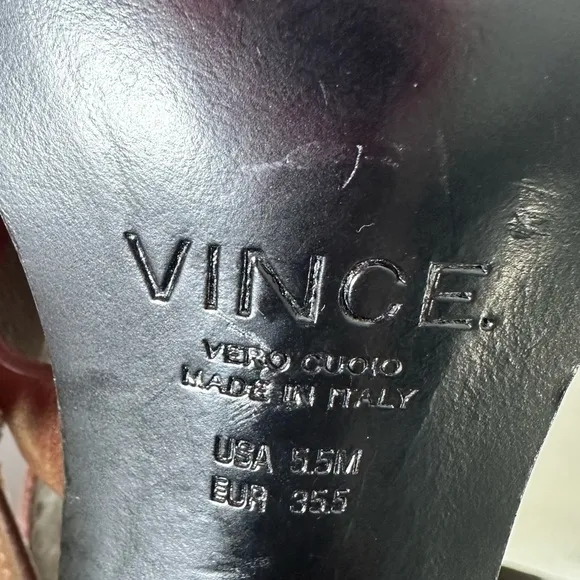 VINCE.
VERO CUOIO
MADE IN ITALY
USA 5.5M
EUR 35.5